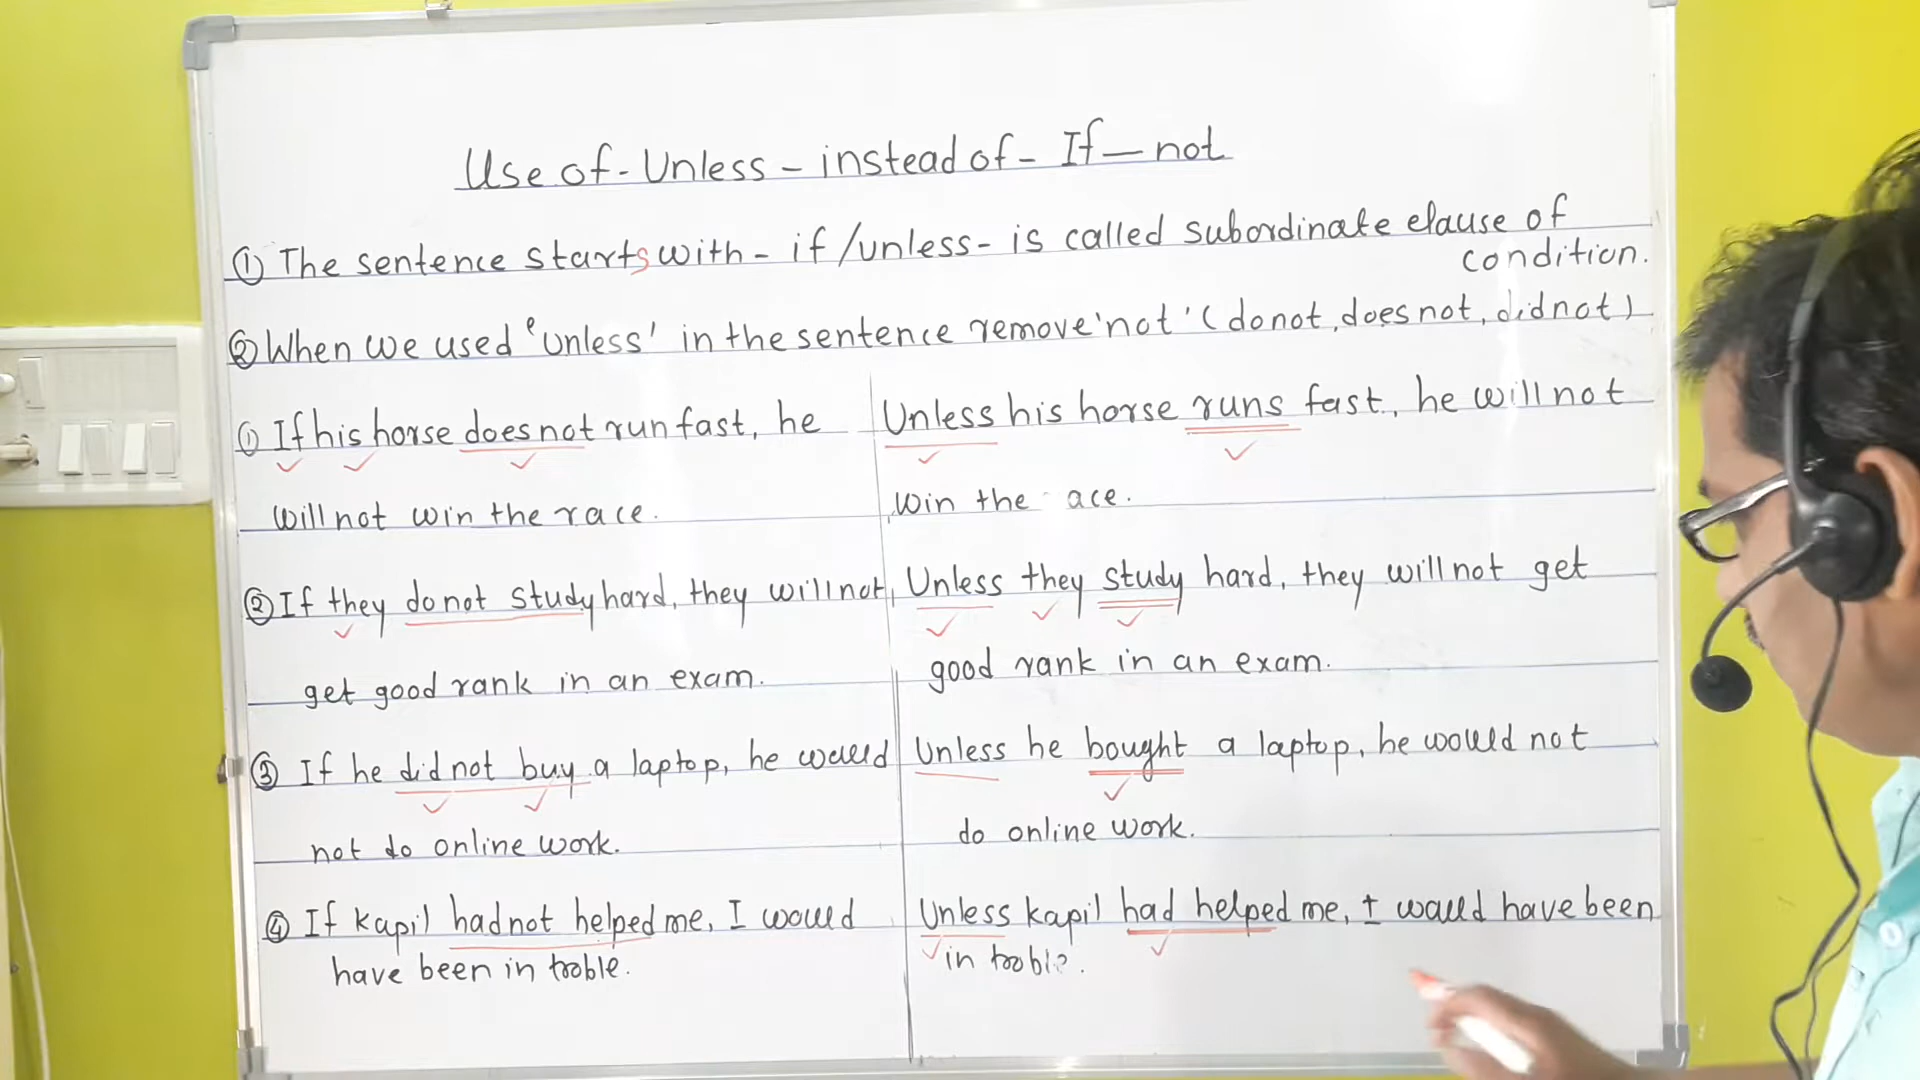 Use of - Unless - instead of - If — not
① The sentence starts with - if /unless - is called subordinate clause of
condition.
② When we used 'Unless' in the sentence remove 'not' (do not, does not, did not)
① If his horse does not run fast, he
will not win the race.
Unless his horse runs fast, he will not
win the ace.
② If they do not study hard, they will not
get good rank in an exam.
Unless they study hard, they will not get
good rank in an exam.
③ If he did not buy a laptop, he would
not do online work.
Unless he bought a laptop, he would not
do online work.
④ If kapil had not helped me, I would
have been in troble.
Unless kapil had helped me, I would have been
in troble.